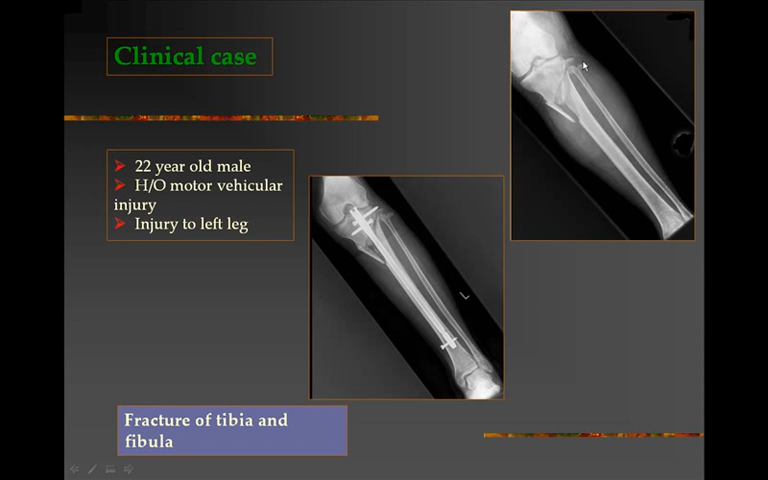 Clinical case
22 year old male
H/O motor vehicular
injury
Injury to left leg
L
Fracture of tibia and
fibula